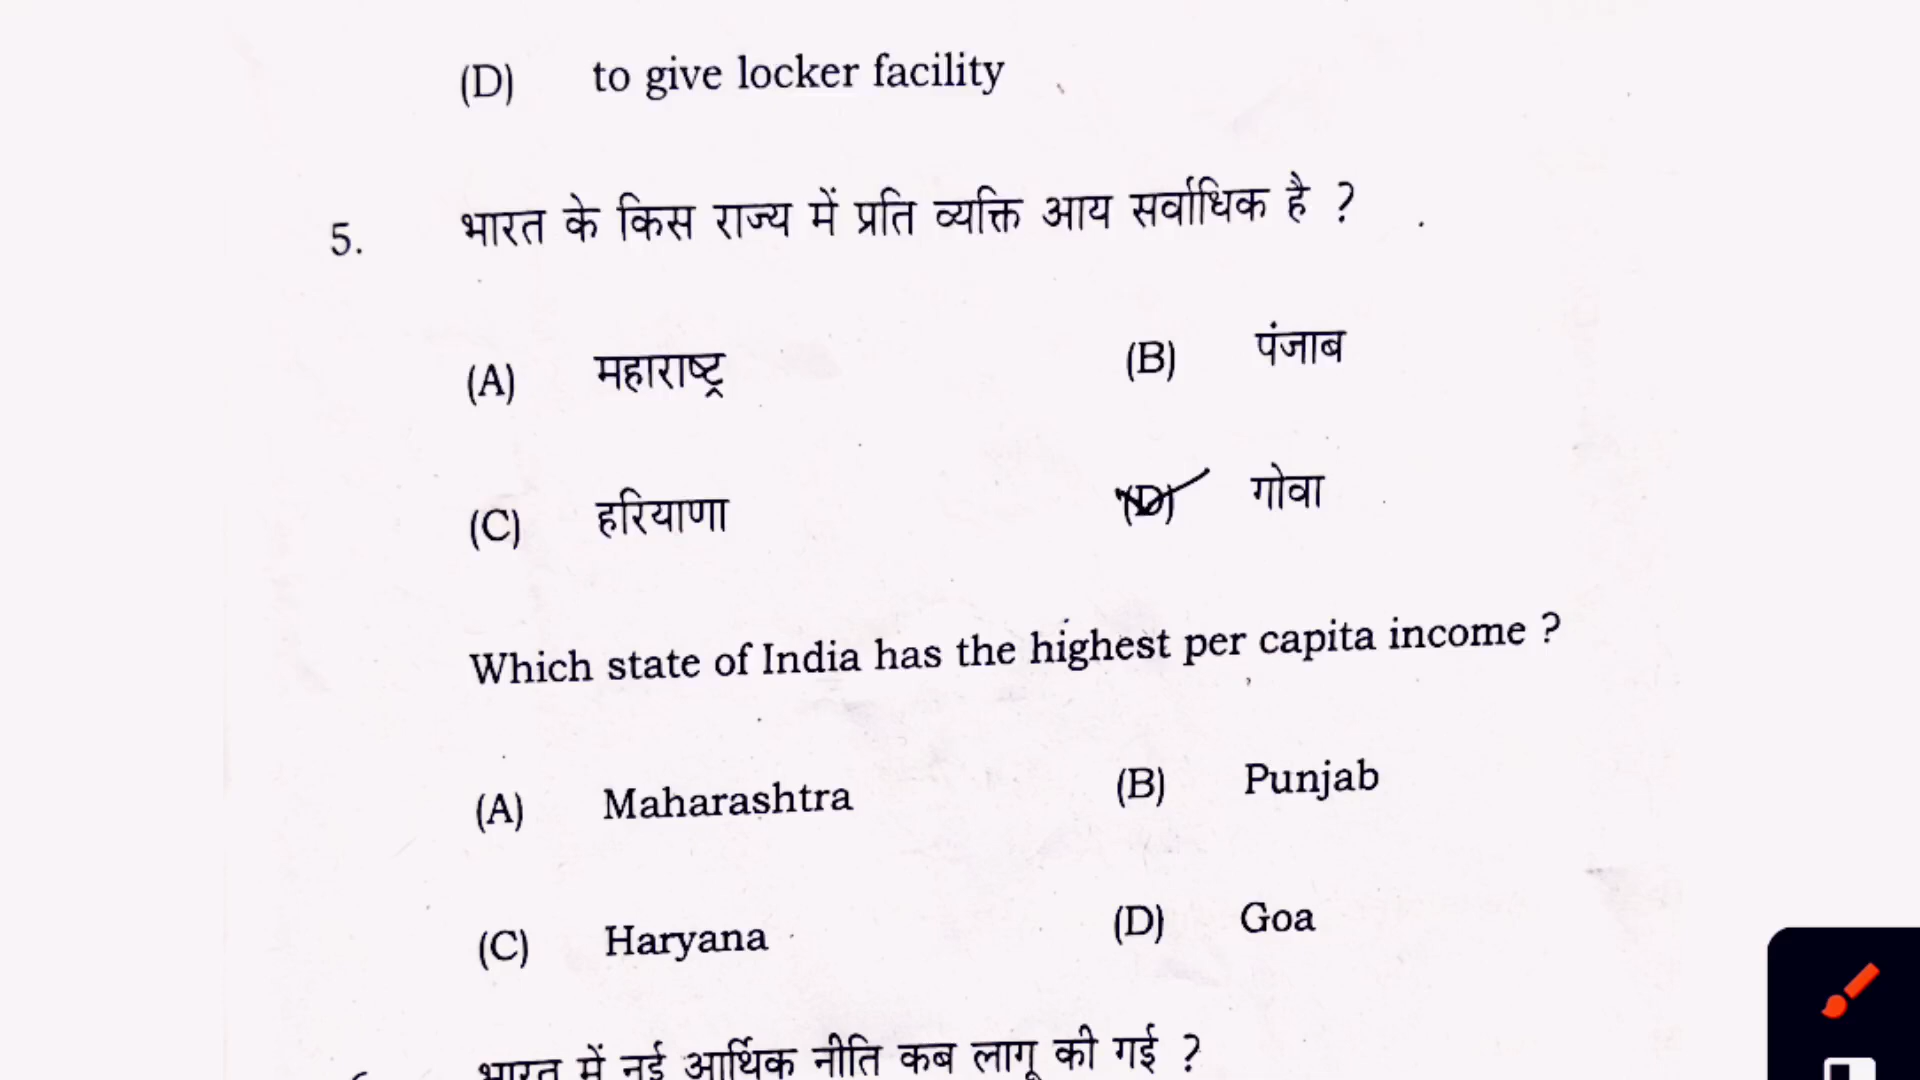 (D) to give locker facility
5. भारत के किस राज्य में प्रति व्यक्ति आय सर्वाधिक है ?
(A) महाराष्ट्र (B) पंजाब
(C) हरियाणा (D) गोवा
Which state of India has the highest per capita income ?
(A) Maharashtra (B) Punjab
(C) Haryana (D) Goa
भारत में नई आर्थिक नीति कब लागू की गई ?